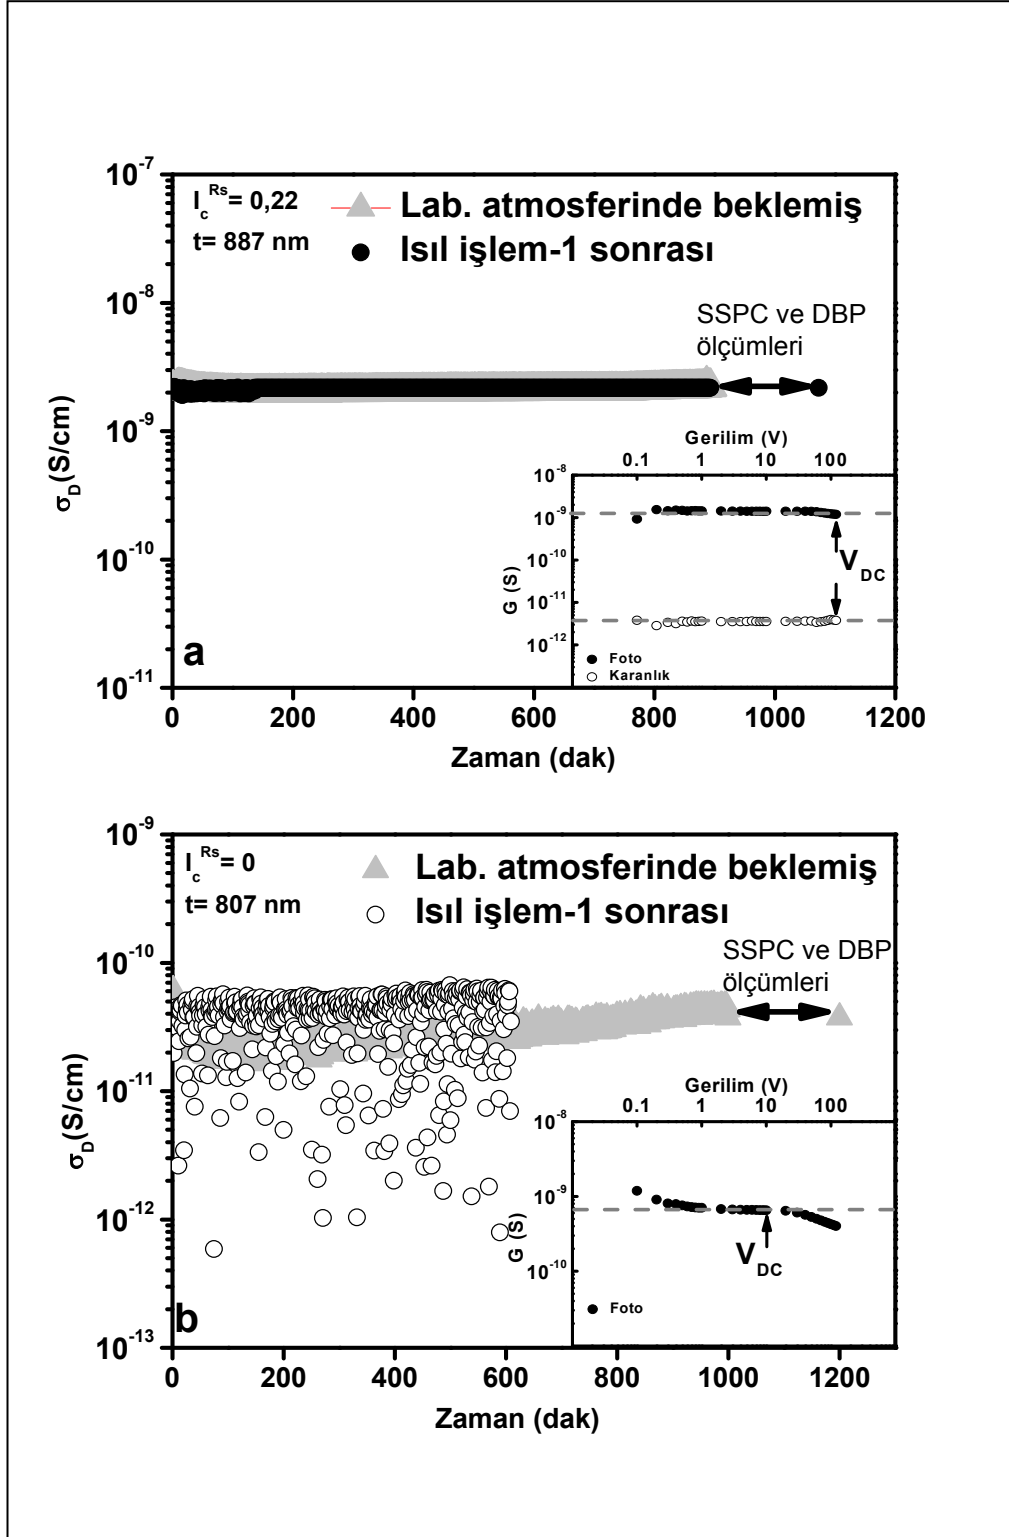 10^-7
I_c^Rs= 0,22
t= 887 nm
Lab. atmosferinde beklemiş
Isıl işlem-1 sonrası
10^-8
SSPC ve DBP
ölçümleri
10^-9
σ_D(S/cm)
Gerilim (V)
0.1 1 10 100
10^-8
10^-9
10^-10
10^-11
10^-12
G (S)
V_DC
Foto
Karanlık
10^-10
a
10^-11
0 200 400 600 800 1000 1200
Zaman (dak)
10^-9
I_c^Rs= 0
t= 807 nm
Lab. atmosferinde beklemiş
Isıl işlem-1 sonrası
SSPC ve DBP
ölçümleri
10^-10
10^-11
σ_D(S/cm)
Gerilim (V)
0.1 1 10 100
10^-8
10^-9
10^-10
G (S)
V_DC
Foto
10^-12
b
10^-13
0 200 400 600 800 1000 1200
Zaman (dak)